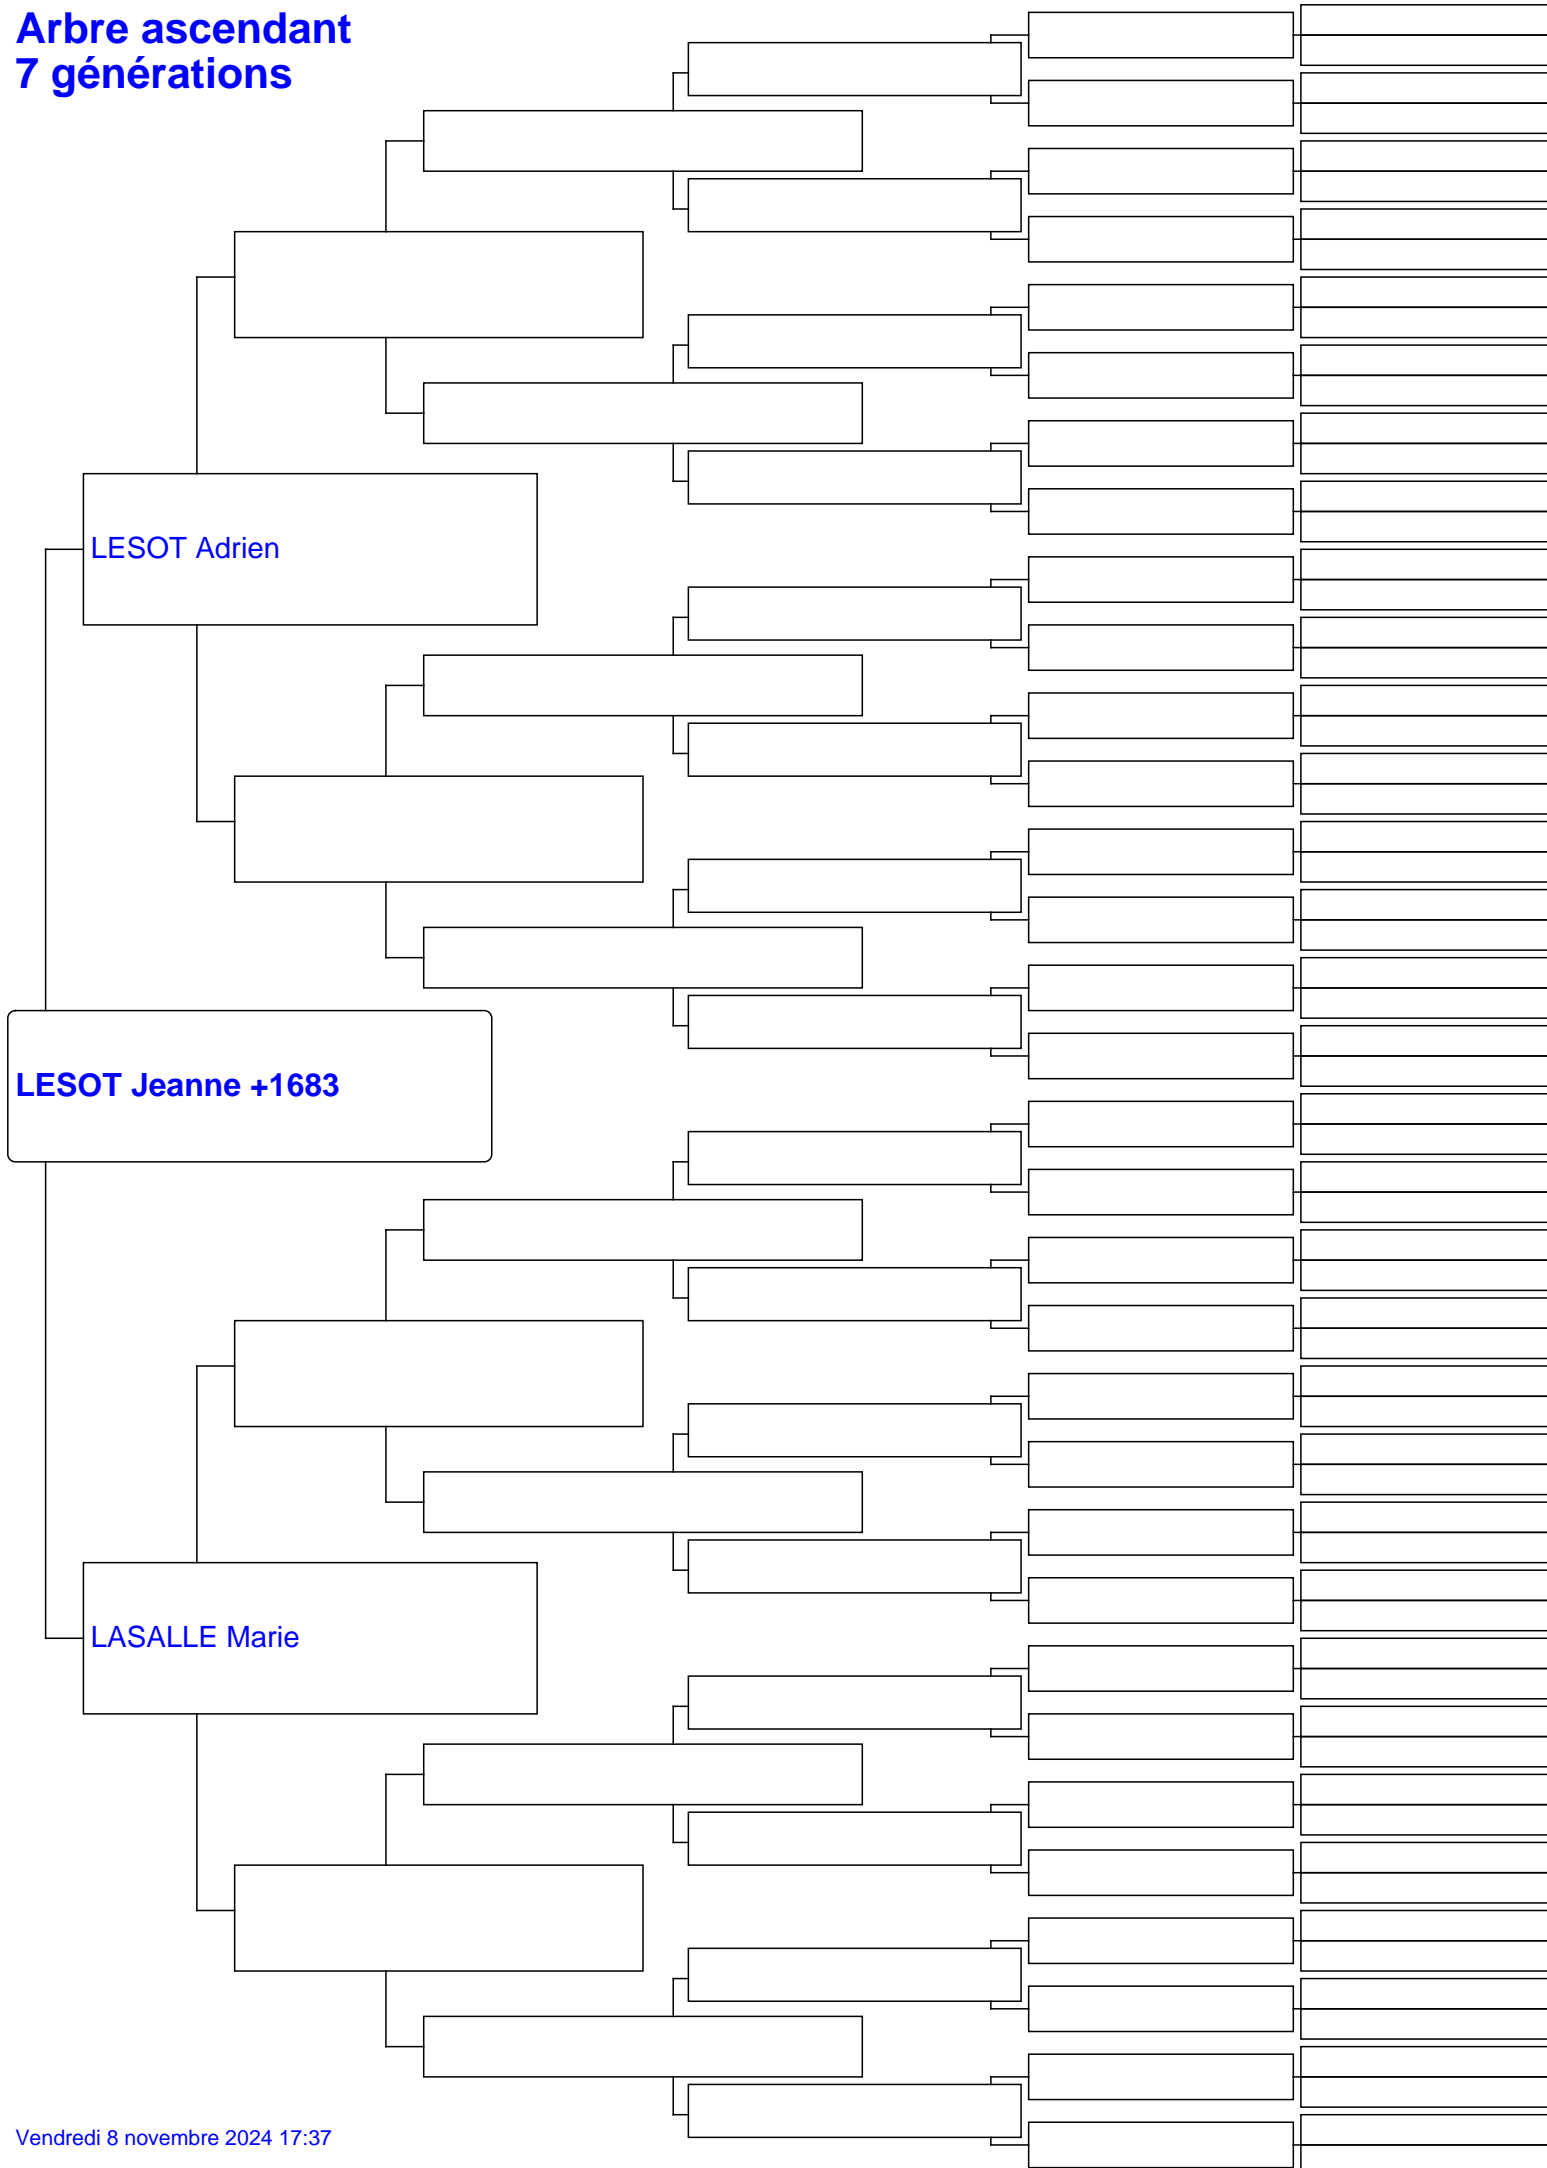 Arbre ascendant
7 générations
LESOT Adrien
LESOT Jeanne +1683
LASALLE Marie
Vendredi 8 novembre 2024 17:37